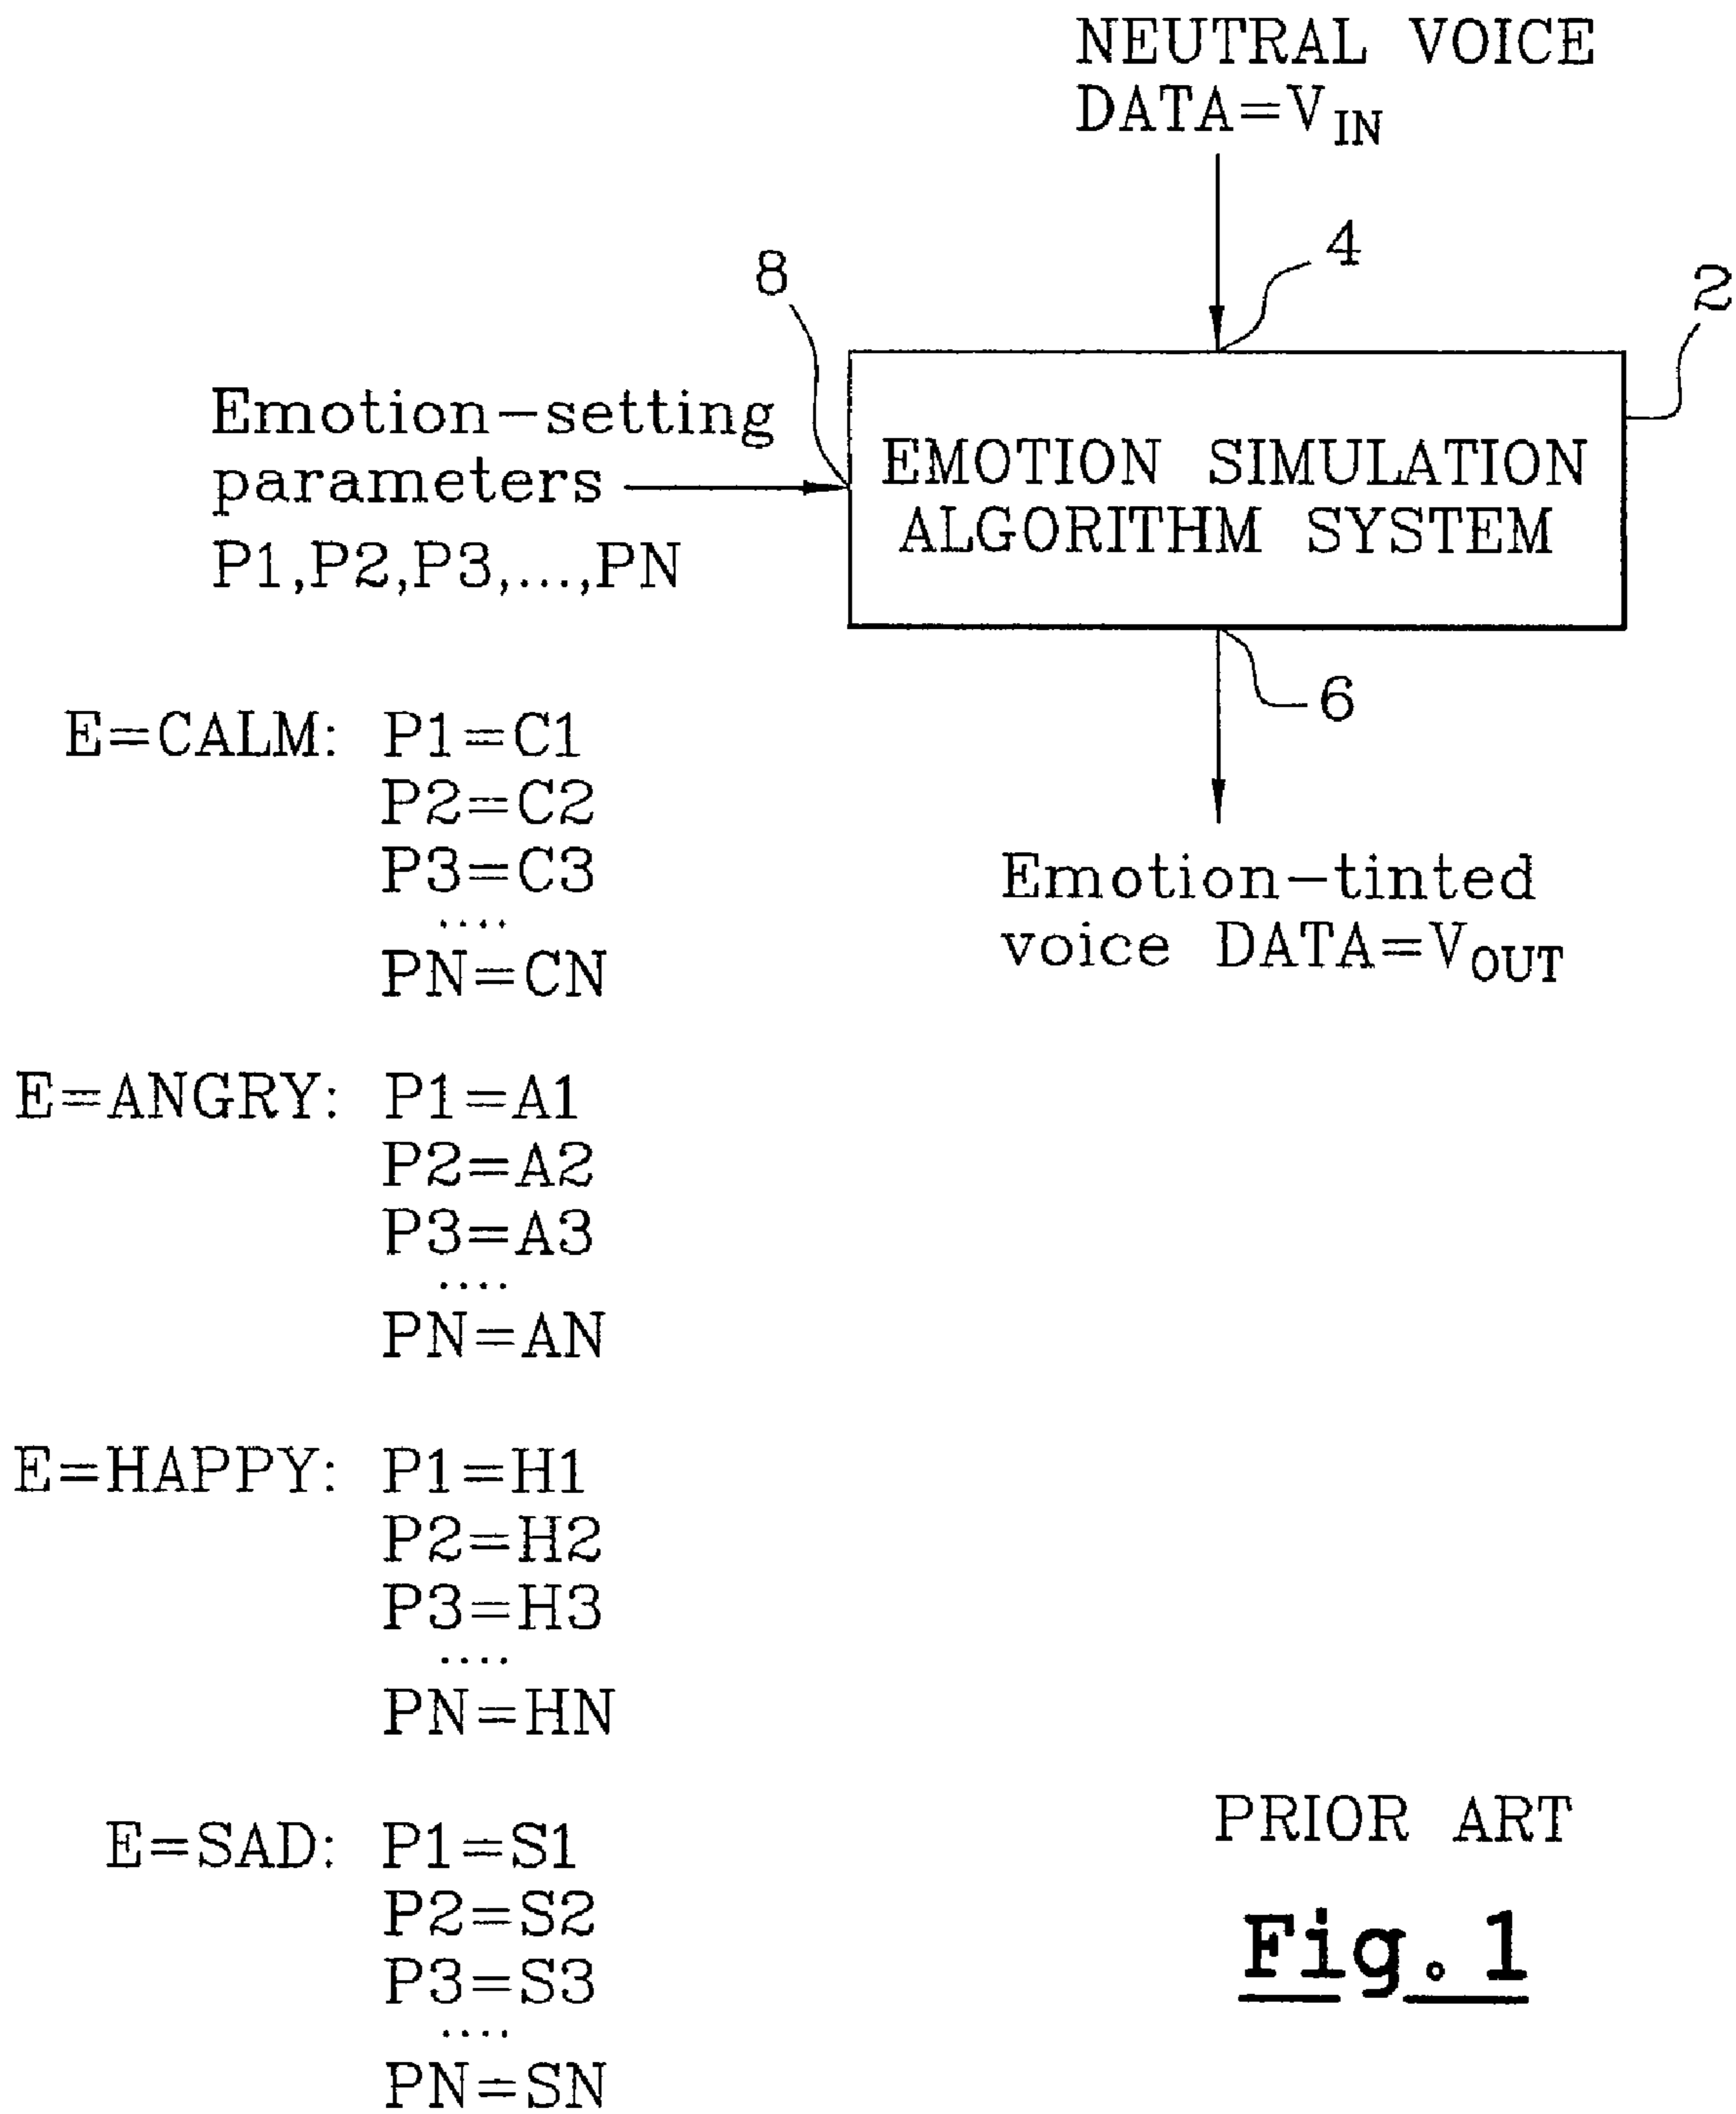 NEUTRAL VOICE
DATA=VIN
4
8
2
Emotion-setting
parameters
P1,P2,P3,...,PN
EMOTION SIMULATION
ALGORITHM SYSTEM
6
Emotion-tinted
voice DATA=VOUT
E=CALM: P1=C1
P2=C2
P3=C3
....
PN=CN
E=ANGRY: P1=A1
P2=A2
P3=A3
....
PN=AN
E=HAPPY: P1=H1
P2=H2
P3=H3
....
PN=HN
E=SAD: P1=S1
P2=S2
P3=S3
....
PN=SN
PRIOR ART
Fig. 1